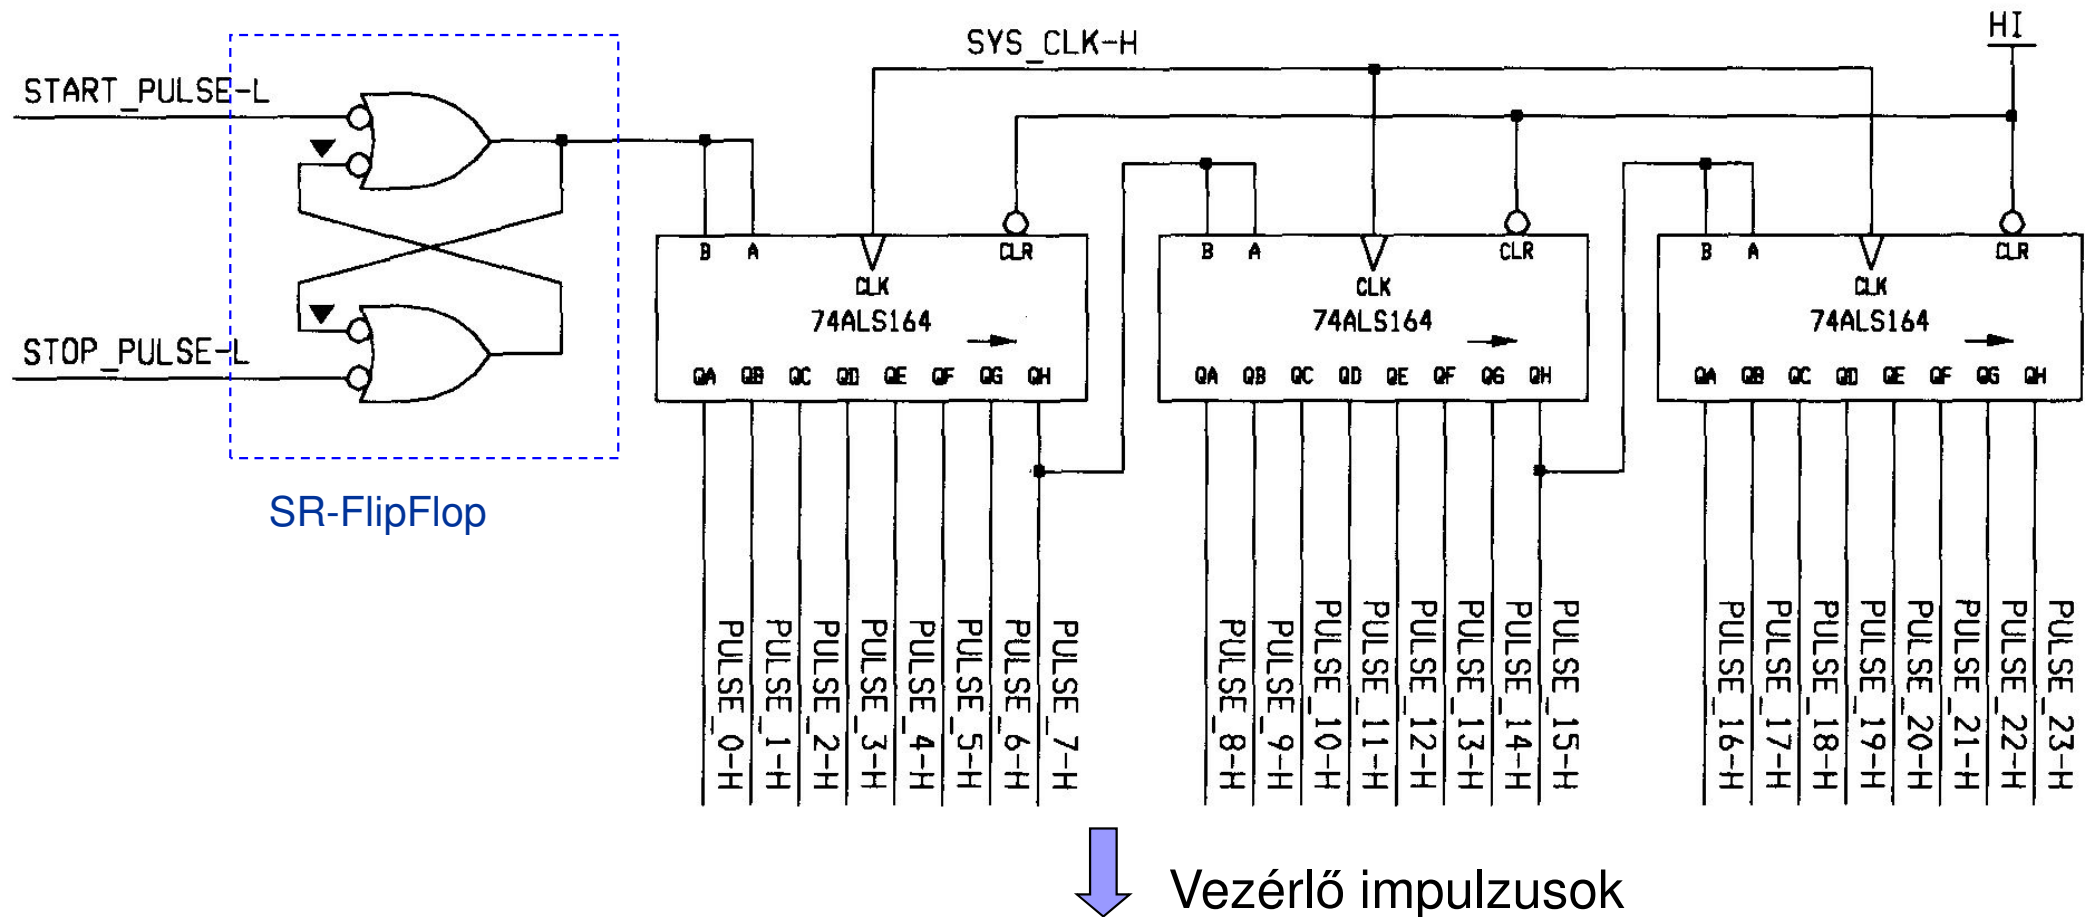 HI
SYS_CLK-H
START_PULSE-L
B A CLR
B A CLR
B A CLR
CLK
CLK
CLK
74ALS164
74ALS164
74ALS164
STOP_PULSE-L
QA QB QC QD QE QF QG QH
QA QB QC QD QE QF QG QH
QA QB QC QD QE QF QG QH
SR-FlipFlop
PULSE_0-H
PULSE_1-H
PULSE_2-H
PULSE_3-H
PULSE_4-H
PULSE_5-H
PULSE_6-H
PULSE_7-H
PULSE_8-H
PULSE_9-H
PULSE_10-H
PULSE_11-H
PULSE_12-H
PULSE_13-H
PULSE_14-H
PULSE_15-H
PULSE_16-H
PULSE_17-H
PULSE_18-H
PULSE_19-H
PULSE_20-H
PULSE_21-H
PULSE_22-H
PULSE_23-H
Vezérlő impulzusok